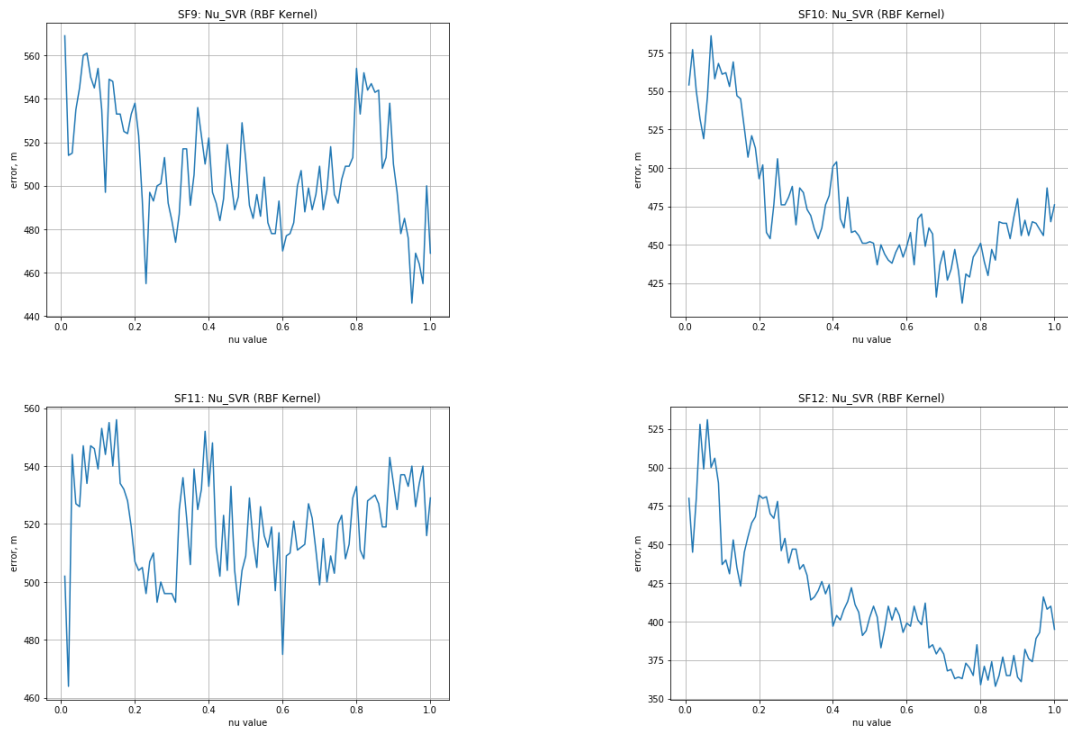 SF9: Nu_SVR (RBF Kernel)
560
540
520
500
480
460
440
error, m
0.0 0.2 0.4 0.6 0.8 1.0
nu value
SF10: Nu_SVR (RBF Kernel)
575
550
525
500
475
450
425
error, m
0.0 0.2 0.4 0.6 0.8 1.0
nu value
SF11: Nu_SVR (RBF Kernel)
560
540
520
500
480
460
error, m
0.0 0.2 0.4 0.6 0.8 1.0
nu value
SF12: Nu_SVR (RBF Kernel)
525
500
475
450
425
400
375
350
error, m
0.0 0.2 0.4 0.6 0.8 1.0
nu value